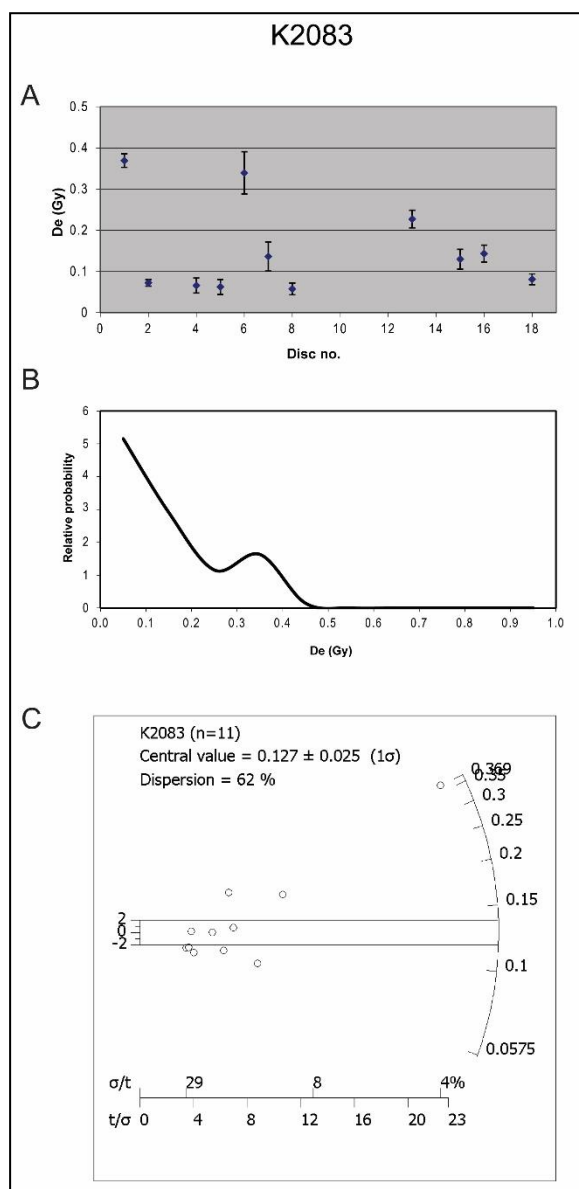 K2083
A
0.5
0.4
0.3
0.2
0.1
0
De (Gy)
0 2 4 6 8 10 12 14 16 18
Disc no.
B
6
5
4
3
2
1
0
Relative probability
0.0 0.1 0.2 0.3 0.4 0.5 0.6 0.7 0.8 0.9 1.0
De (Gy)
C
K2083 (n=11)
Central value = 0.127 ± 0.025 (1σ)
Dispersion = 62 %
0.369
0.35
0.3
0.25
0.2
0.15
0.1
0.0575
2
0
-2
σ/t 29 8 4%
t/σ 0 4 8 12 16 20 23